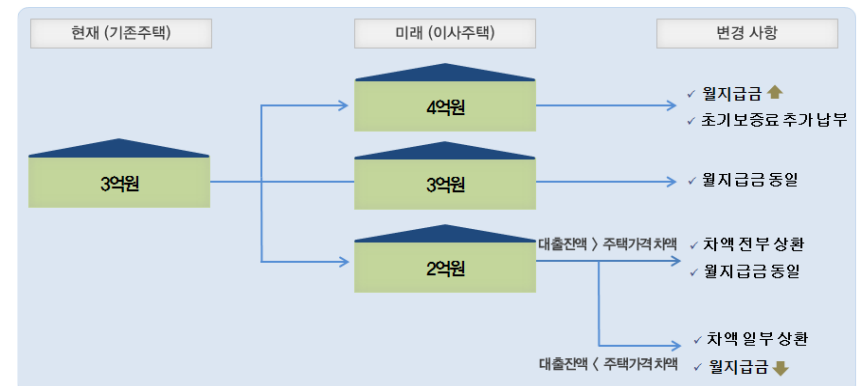 현재 (기존주택)
미래 (이사주택)
변경 사항
3억원
4억원
✓ 월지급금 ↑
✓ 초기보증료 추가 납부
3억원
✓ 월지급금 동일
2억원
대출잔액 > 주택가격 차액
✓ 차액 전부 상환
✓ 월지급금 동일
✓ 차액 일부 상환
대출잔액 < 주택가격 차액
✓ 월지급금 ↓